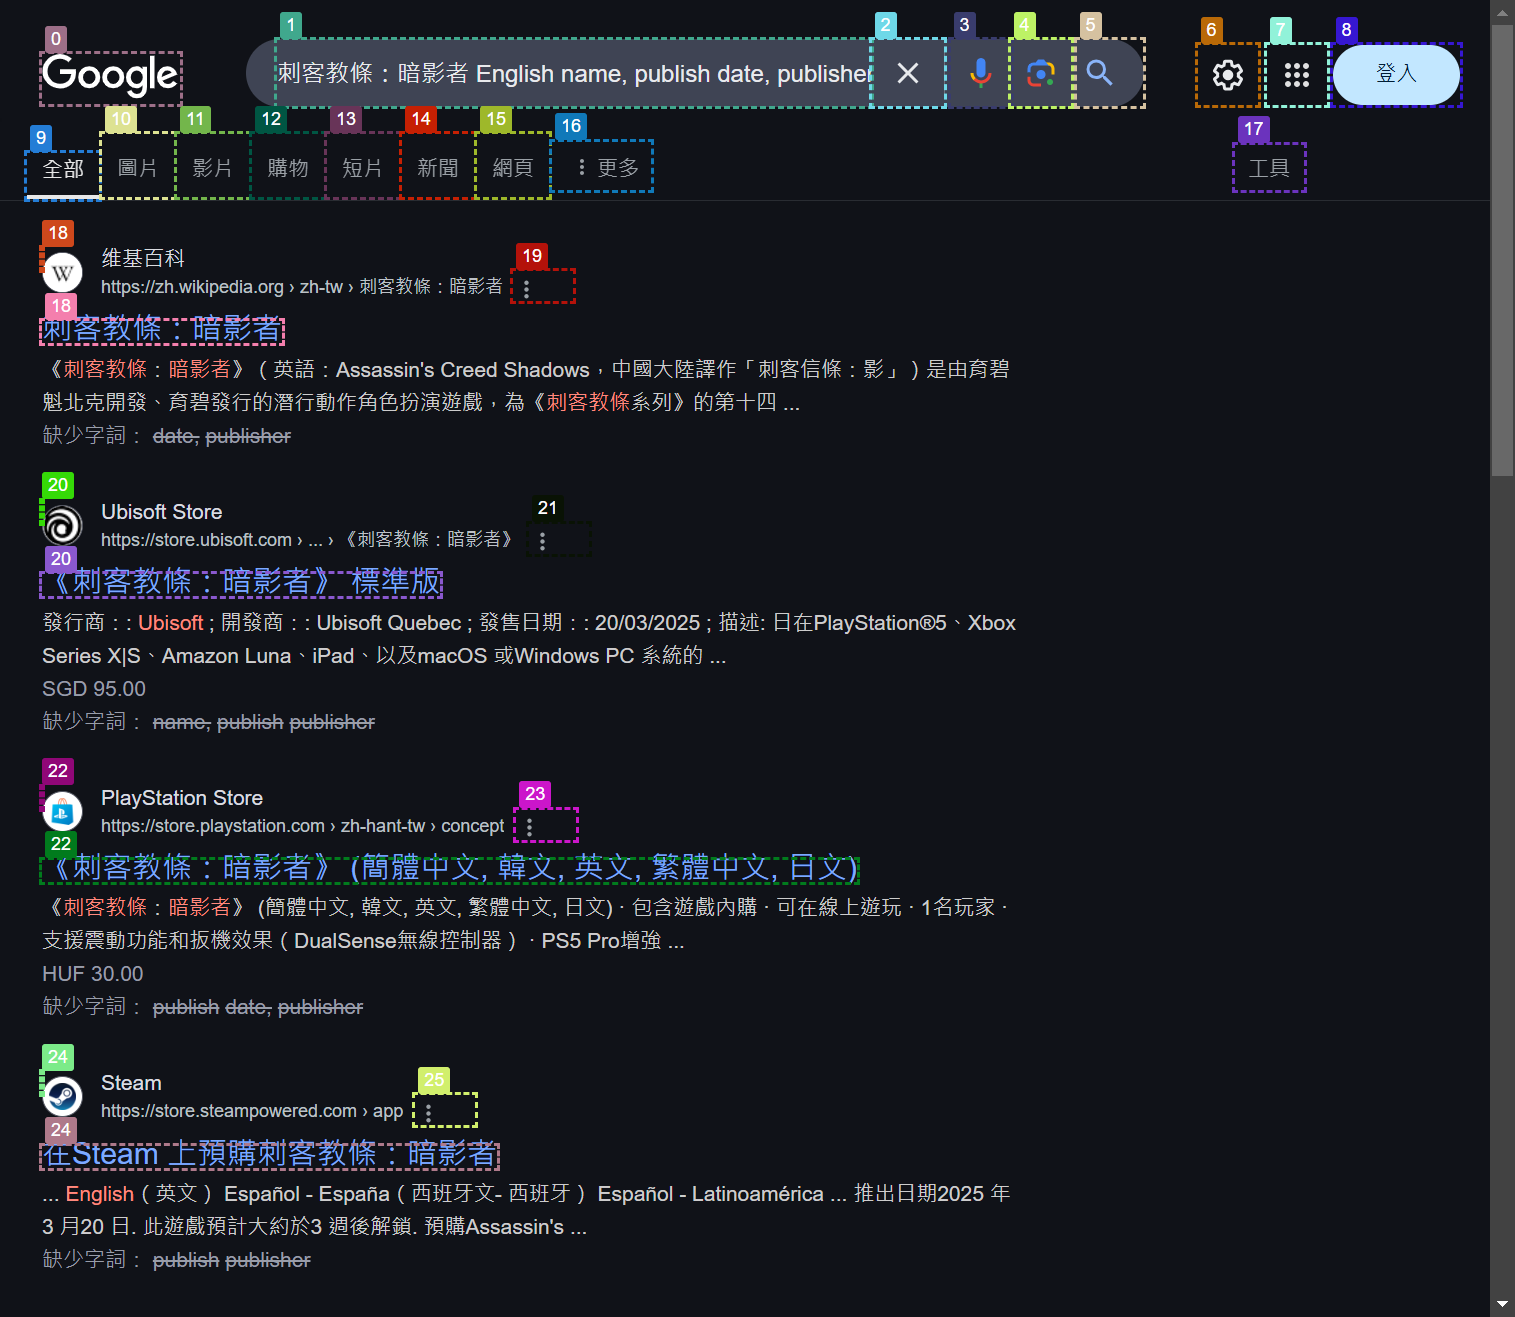 0
1
2
3
4
5
6
7
8
Google
刺客教條：暗影者 English name, publish date, publisher
登入
9
10
11
12
13
14
15
16
17
全部
圖片
影片
購物
短片
新聞
網頁
更多
工具
18
19
维基百科
https://zh.wikipedia.org › zh-tw › 刺客教條：暗影者
18
刺客教條：暗影者
《刺客教條：暗影者》（英語：Assassin's Creed Shadows，中國大陸譯作「刺客信條：影」）是由育碧
魁北克開發、育碧發行的潛行動作角色扮演遊戲，為《刺客教條系列》的第十四 ...
缺少字詞： date, publisher
20
21
Ubisoft Store
https://store.ubisoft.com › ... › 《刺客教條：暗影者》
20
《刺客教條：暗影者》 標準版
發行商：: Ubisoft ; 開發商：: Ubisoft Quebec ; 發售日期：: 20/03/2025 ; 描述: 日在PlayStation®5、Xbox
Series X|S、Amazon Luna、iPad、以及macOS 或Windows PC 系統的 ...
SGD 95.00
缺少字詞： name, publish publisher
22
23
PlayStation Store
https://store.playstation.com › zh-hant-tw › concept
22
《刺客教條：暗影者》 (簡體中文, 韓文, 英文, 繁體中文, 日文)
《刺客教條：暗影者》 (簡體中文, 韓文, 英文, 繁體中文, 日文) · 包含遊戲內購 · 可在線上遊玩 · 1名玩家 ·
支援震動功能和扳機效果（DualSense無線控制器） · PS5 Pro增強 ...
HUF 30.00
缺少字詞： publish date, publisher
24
25
Steam
https://store.steampowered.com › app
24
在Steam 上預購刺客教條：暗影者
... English（英文） Español - España（西班牙文- 西班牙） Español - Latinoamérica ... 推出日期2025 年
3 月20 日. 此遊戲預計大約於3 週後解鎖. 預購Assassin's ...
缺少字詞： publish publisher